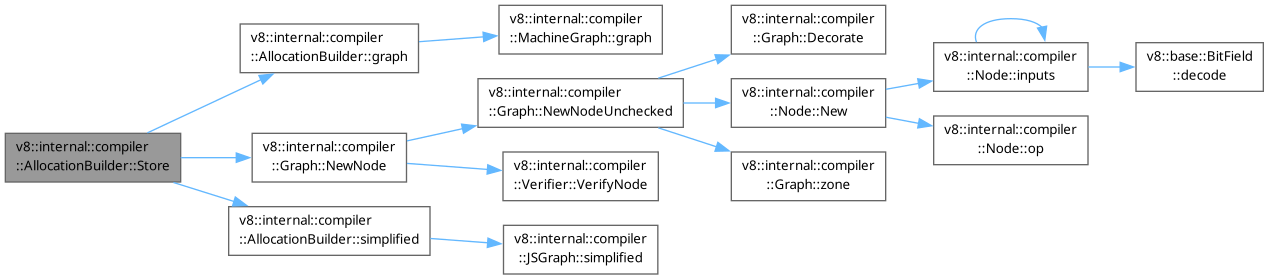 v8::internal::compiler
::AllocationBuilder::Store
v8::internal::compiler
::AllocationBuilder::graph
v8::internal::compiler
::MachineGraph::graph
v8::internal::compiler
::Graph::NewNode
v8::internal::compiler
::Graph::NewNodeUnchecked
v8::internal::compiler
::Graph::Decorate
v8::internal::compiler
::Node::New
v8::internal::compiler
::Node::inputs
v8::base::BitField
::decode
v8::internal::compiler
::Node::op
v8::internal::compiler
::Graph::zone
v8::internal::compiler
::Verifier::VerifyNode
v8::internal::compiler
::AllocationBuilder::simplified
v8::internal::compiler
::JSGraph::simplified